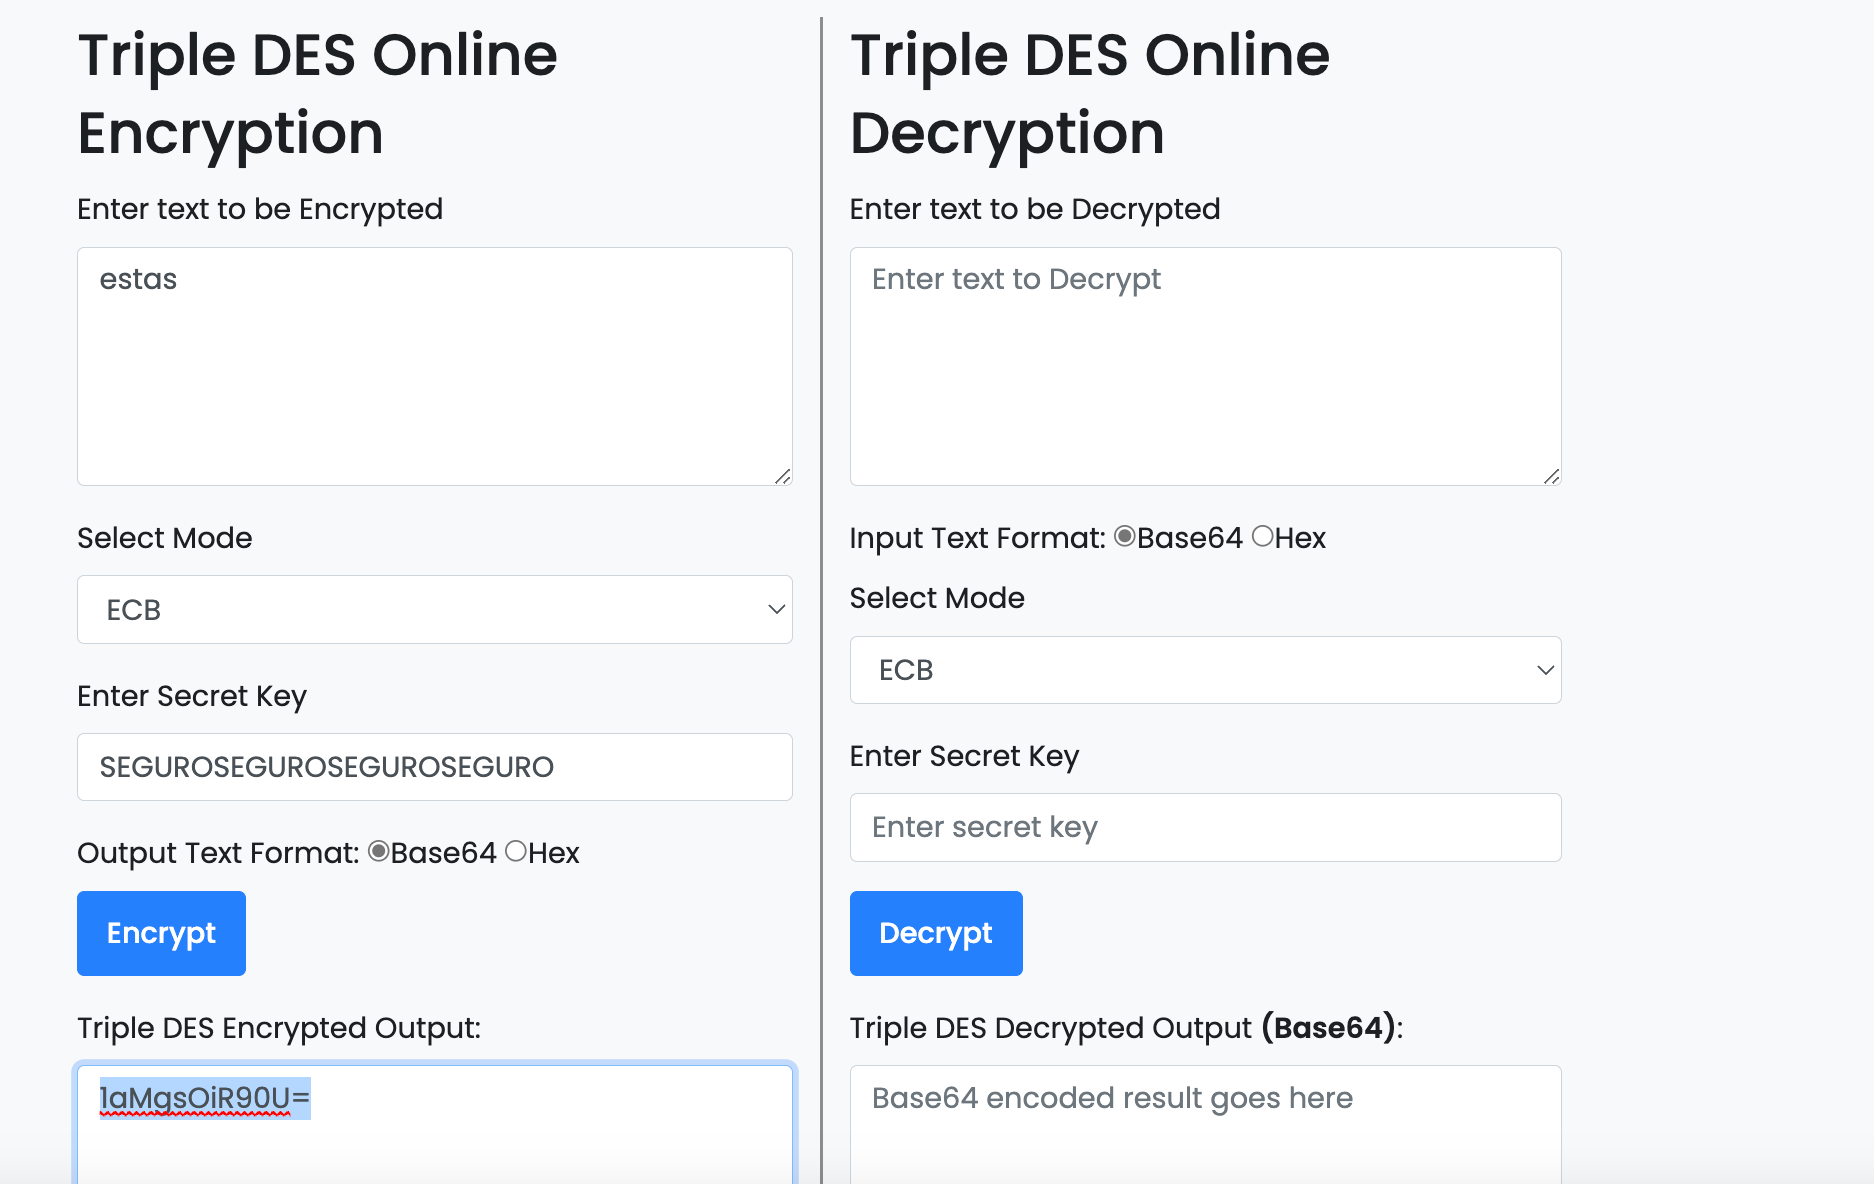 Triple DES Online
Encryption
Enter text to be Encrypted
estas
Select Mode
ECB
Enter Secret Key
SEGUROSEGUROSEGUROSEGURO
Output Text Format: Base64 Hex
Encrypt
Triple DES Encrypted Output:
1aMgsOiR90U=
Triple DES Online
Decryption
Enter text to be Decrypted
Enter text to Decrypt
Input Text Format: Base64 Hex
Select Mode
ECB
Enter Secret Key
Enter secret key
Decrypt
Triple DES Decrypted Output (Base64):
Base64 encoded result goes here